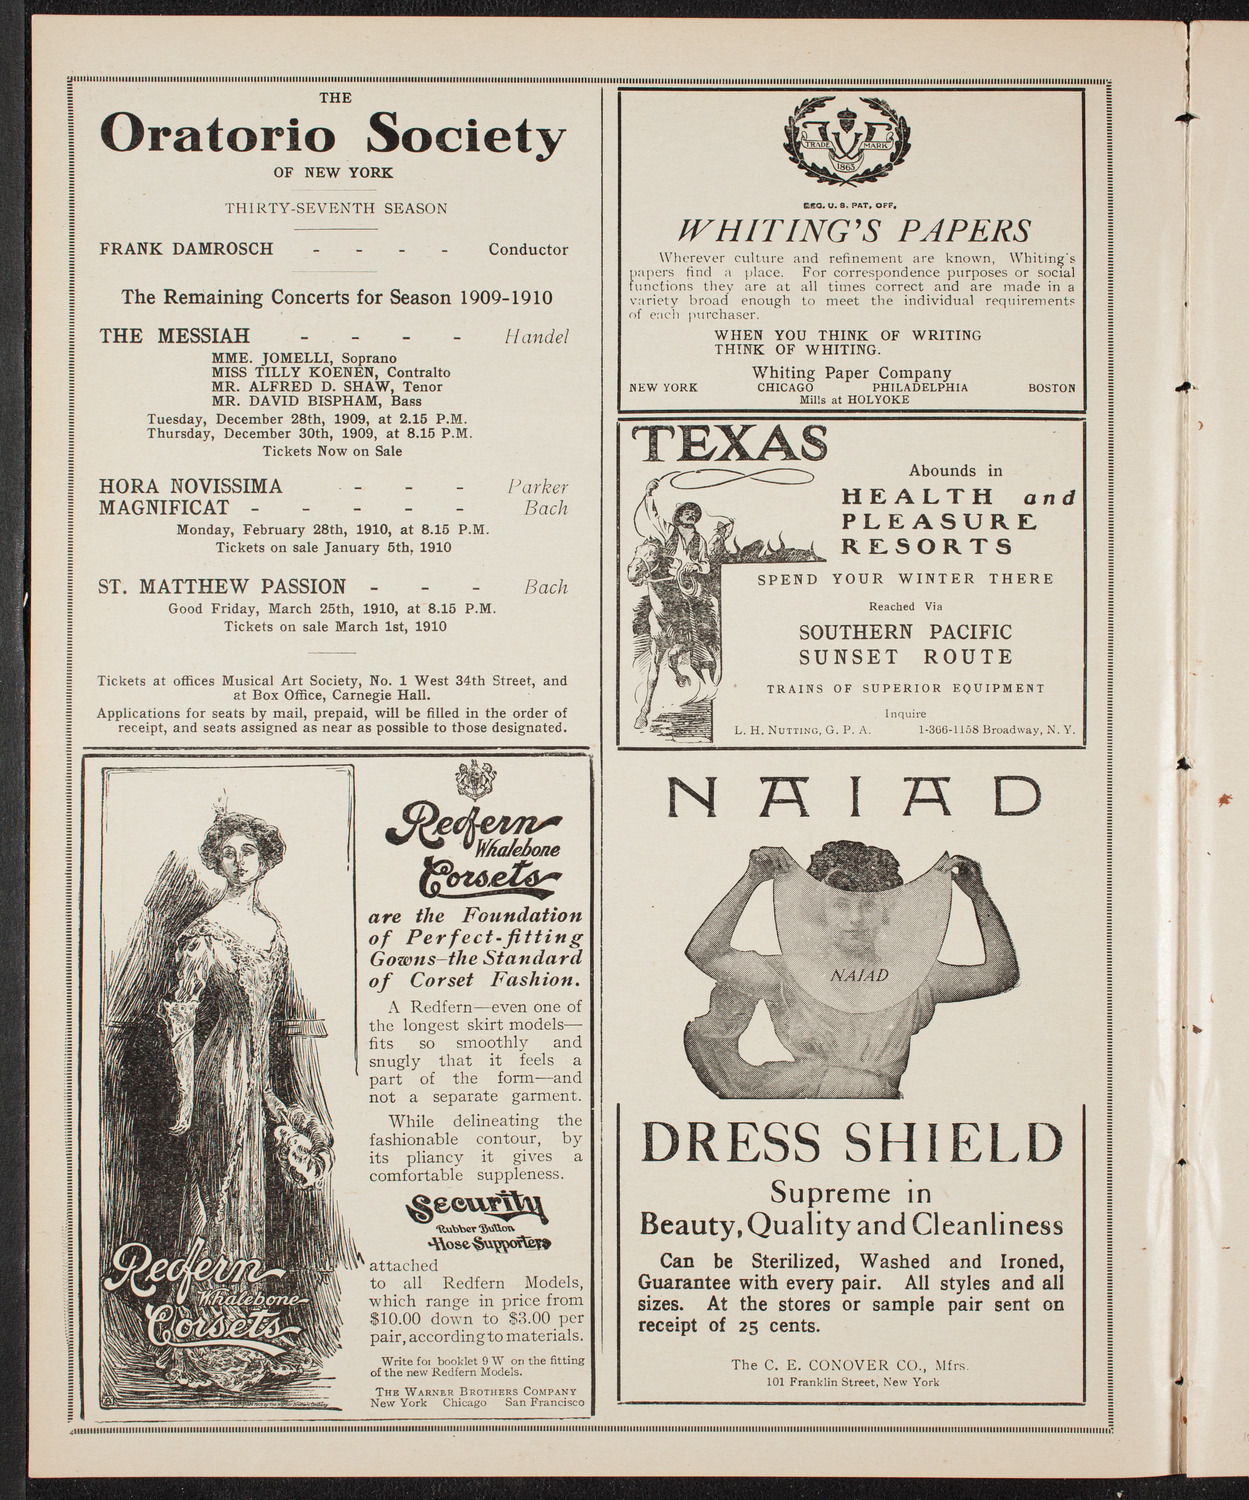 THE
Oratorio Society
OF NEW YORK
THIRTY-SEVENTH SEASON
FRANK DAMROSCH - - - - Conductor
The Remaining Concerts for Season 1909-1910
THE MESSIAH - - - - Handel
MME. JOMELLI, Soprano
MISS TILLY KOENEN, Contralto
MR. ALFRED D. SHAW, Tenor
MR. DAVID BISPHAM, Bass
Tuesday, December 28th, 1909, at 2.15 P.M.
Thursday, December 30th, 1909, at 8.15 P.M.
Tickets Now on Sale
HORA NOVISSIMA - - - Parker
MAGNIFICAT - - - - - Bach
Monday, February 28th, 1910, at 8.15 P.M.
Tickets on sale January 5th, 1910
ST. MATTHEW PASSION - - - Bach
Good Friday, March 25th, 1910, at 8.15 P.M.
Tickets on sale March 1st, 1910
Tickets at offices Musical Art Society, No. 1 West 34th Street, and
at Box Office, Carnegie Hall.
Applications for seats by mail, prepaid, will be filled in the order of
receipt, and seats assigned as near as possible to those designated.
Redfern
Whalebone
Corsets
are the Foundation
of Perfect-fitting
Gowns—the Standard
of Corset Fashion.
A Redfern—even one of
the longest skirt models—
fits so smoothly and
snugly that it feels a
part of the form—and
not a separate garment.
While delineating the
fashionable contour, by
its pliancy it gives a
comfortable suppleness.
Security
Rubber Button
Hose Supporters
attached
to all Redfern Models,
which range in price from
$10.00 down to $3.00 per
pair, according to materials.
Write for booklet 9 W on the fitting
of the new Redfern Models.
THE WARNER BROTHERS COMPANY
New York Chicago San Francisco
Redfern
Whalebone
Corsets
TRADE MARK
1865
REG. U. S. PAT. OFF.
WHITING'S PAPERS
Wherever culture and refinement are known, Whiting's
papers find a place. For correspondence purposes or social
functions they are at all times correct and are made in a
variety broad enough to meet the individual requirements
of each purchaser.
WHEN YOU THINK OF WRITING
THINK OF WHITING.
Whiting Paper Company
NEW YORK CHICAGO PHILADELPHIA BOSTON
Mills at HOLYOKE
TEXAS
Abounds in
HEALTH and
PLEASURE
RESORTS
SPEND YOUR WINTER THERE
Reached Via
SOUTHERN PACIFIC
SUNSET ROUTE
TRAINS OF SUPERIOR EQUIPMENT
Inquire
L. H. NUTTING, G. P. A. 1-366-1158 Broadway, N. Y.
NAIAD
NAIAD
DRESS SHIELD
Supreme in
Beauty, Quality and Cleanliness
Can be Sterilized, Washed and Ironed,
Guarantee with every pair. All styles and all
sizes. At the stores or sample pair sent on
receipt of 25 cents.
The C. E. CONOVER CO., Mfrs.
101 Franklin Street, New York